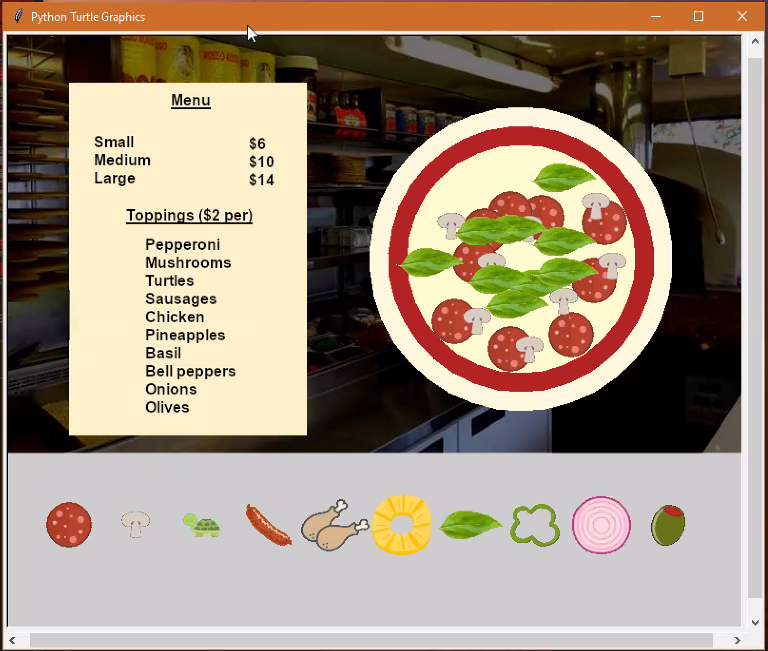 Python Turtle Graphics
Menu
Small $6
Medium $10
Large $14
Toppings ($2 per)
Pepperoni
Mushrooms
Turtles
Sausages
Chicken
Pineapples
Basil
Bell peppers
Onions
Olives